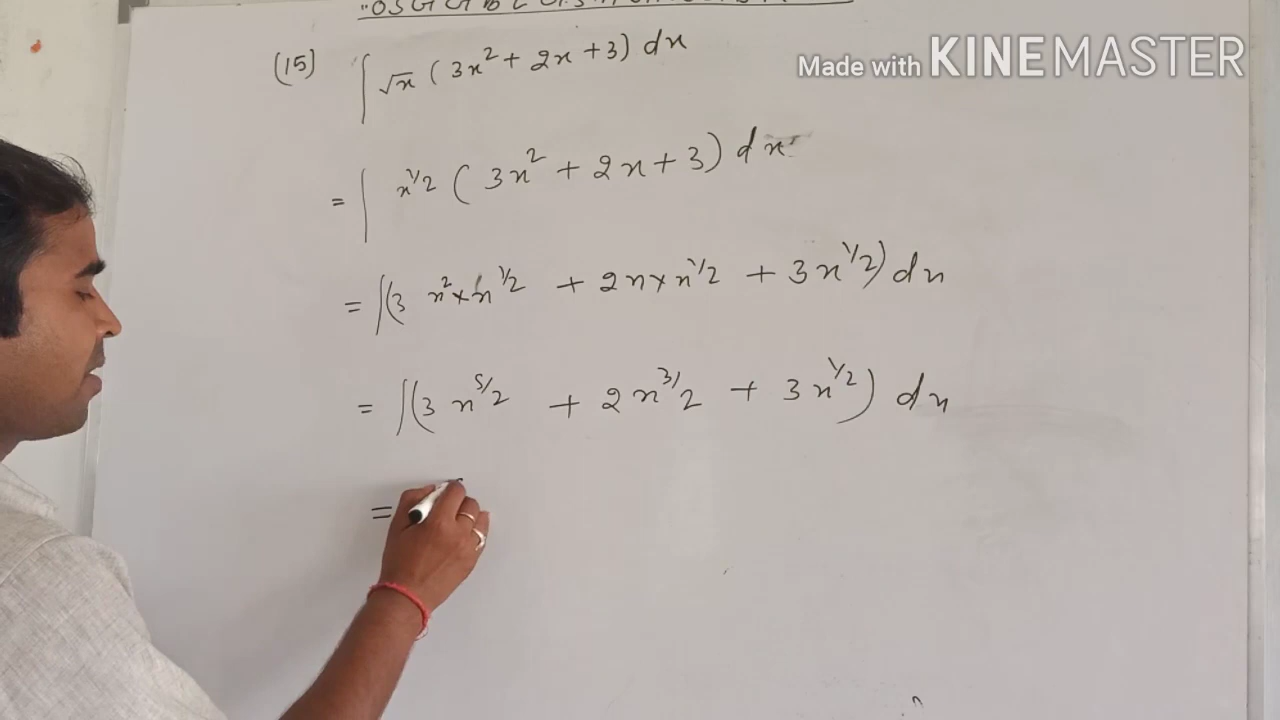 Made with KINEMASTER
(15) ∫ √x (3x² + 2x + 3) dx
= ∫ x^1/2 (3x² + 2x + 3) dx
= ∫(3 x² × x^1/2 + 2x × x^1/2 + 3x^1/2) dx
= ∫(3 x^5/2 + 2x^3/2 + 3x^1/2) dx
=